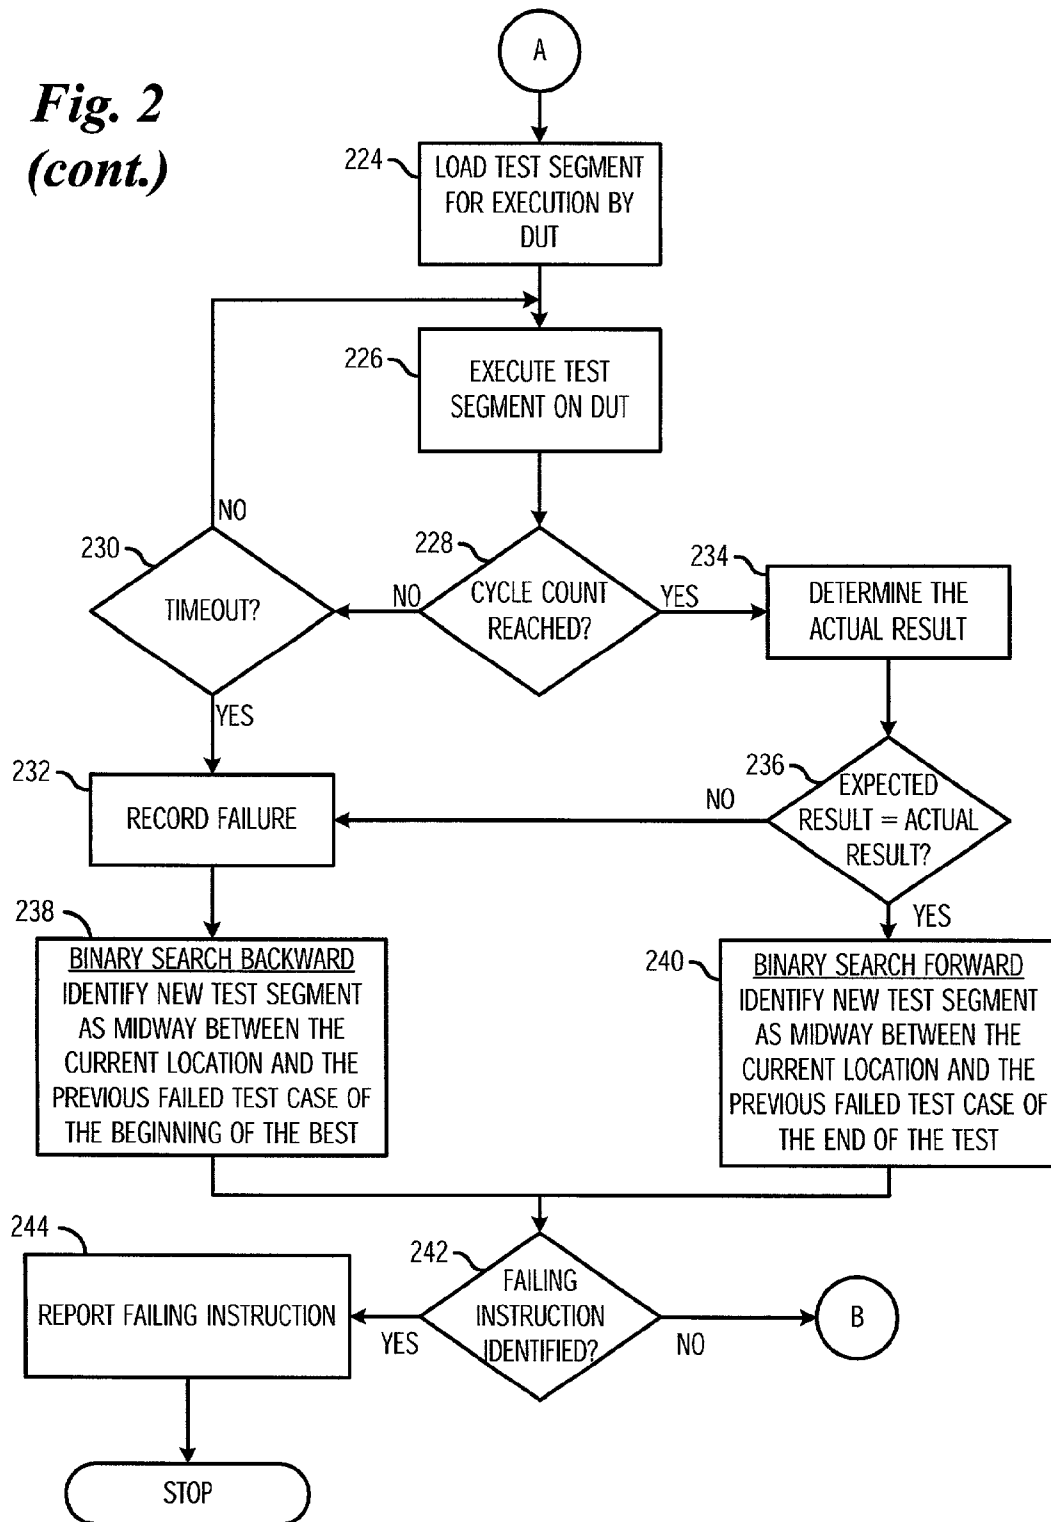 A
Fig. 2
(cont.)
224
LOAD TEST SEGMENT
FOR EXECUTION BY
DUT
226
EXECUTE TEST
SEGMENT ON DUT
NO
230
TIMEOUT?
228
CYCLE COUNT
REACHED?
NO
YES
234
DETERMINE THE
ACTUAL RESULT
YES
232
RECORD FAILURE
236
EXPECTED
RESULT = ACTUAL
RESULT?
NO
YES
238
BINARY SEARCH BACKWARD
IDENTIFY NEW TEST SEGMENT
AS MIDWAY BETWEEN THE
CURRENT LOCATION AND THE
PREVIOUS FAILED TEST CASE OF
THE BEGINNING OF THE BEST
240
BINARY SEARCH FORWARD
IDENTIFY NEW TEST SEGMENT
AS MIDWAY BETWEEN THE
CURRENT LOCATION AND THE
PREVIOUS FAILED TEST CASE OF
THE END OF THE TEST
244
REPORT FAILING INSTRUCTION
242
FAILING
INSTRUCTION
IDENTIFIED?
YES
NO
B
STOP